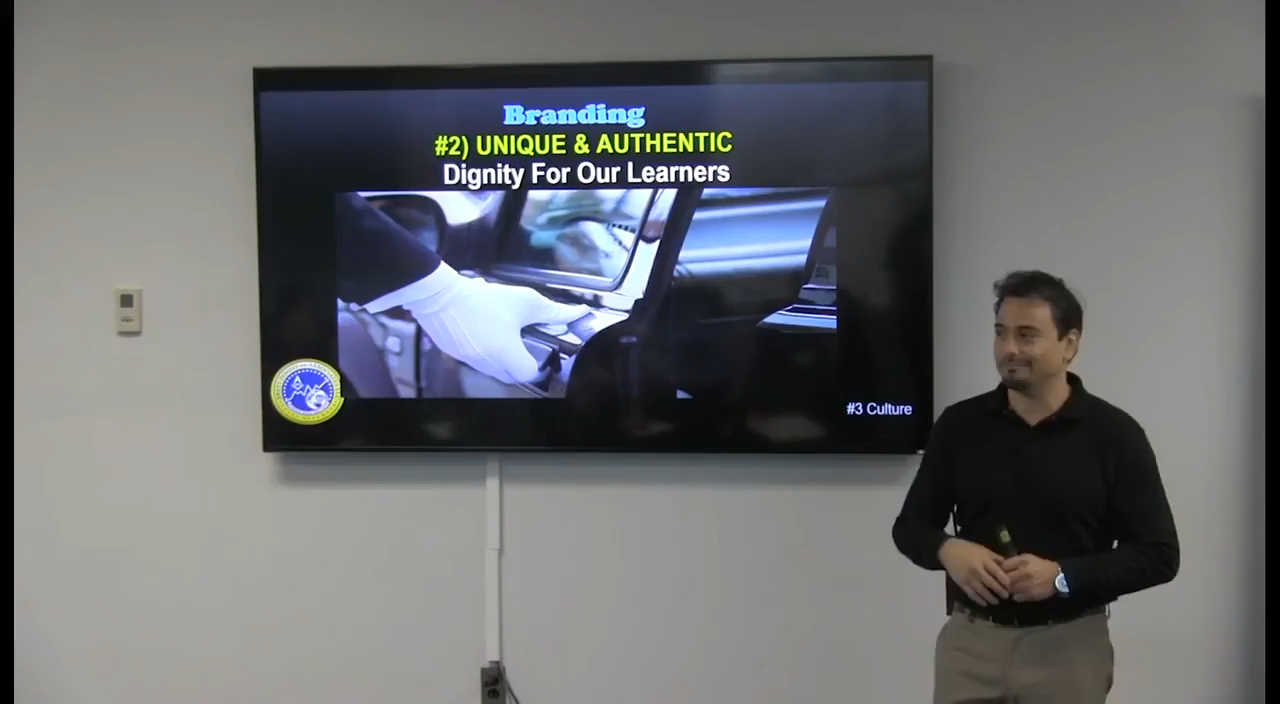 Branding
#2) UNIQUE & AUTHENTIC
Dignity For Our Learners
#3 Culture